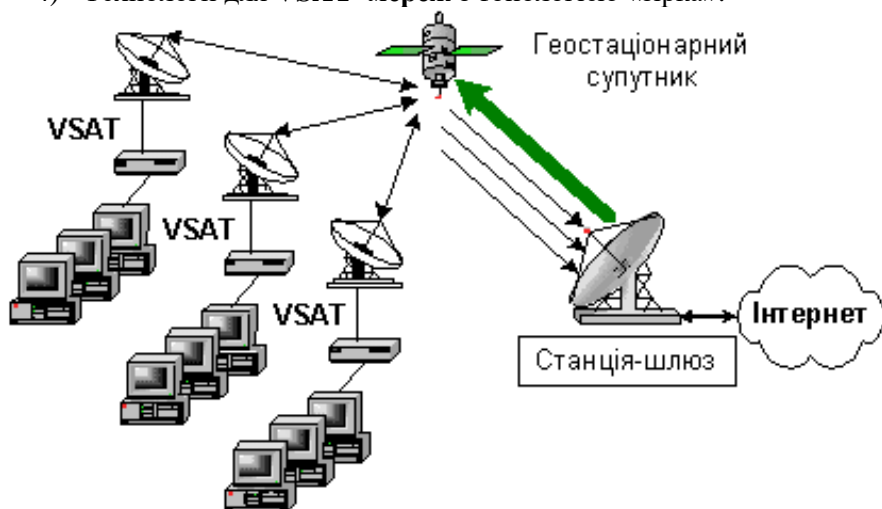 Геостаціонарний
супутник
VSAT
VSAT
VSAT
Інтернет
Станція-шлюз